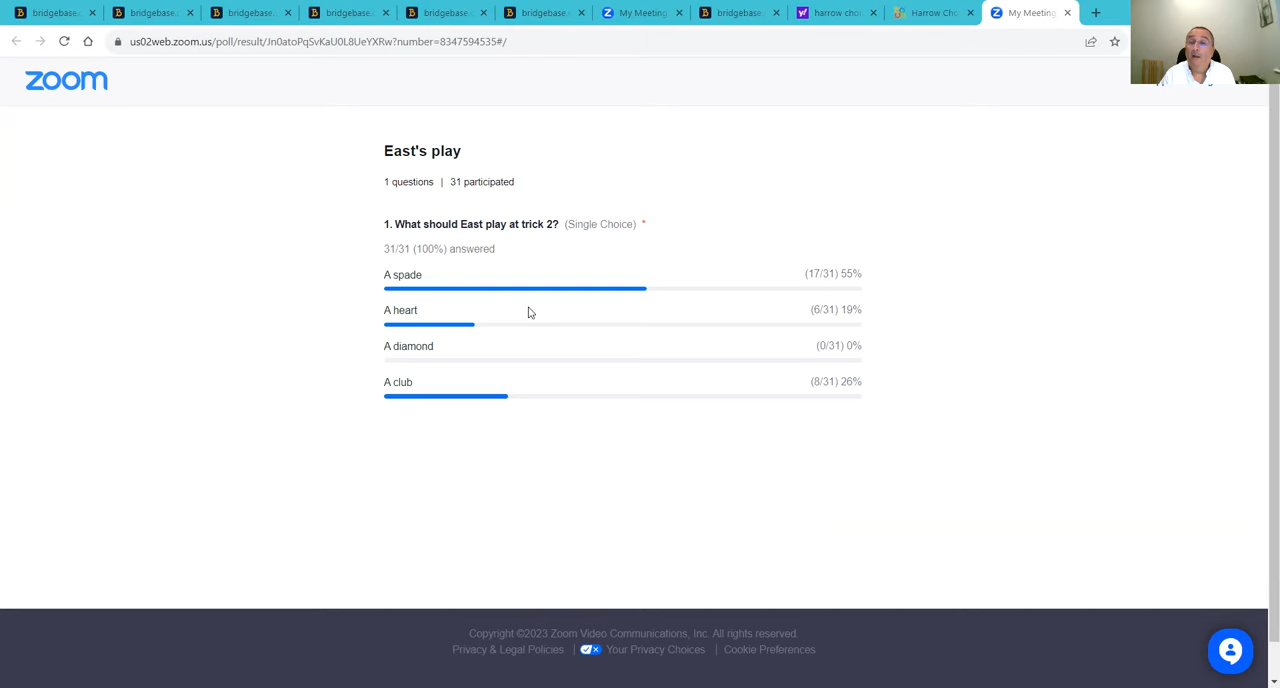 bridgebase. bridgebase. bridgebase. bridgebase. bridgebase. bridgebase. My Meeting bridgebase. harrow cho Harrow Cho My Meeting
us02web.zoom.us/poll/result/Jn0atoPqSvKaU0L8UeYXRw?number=8347594535#/
zoom
East's play
1 questions | 31 participated
1. What should East play at trick 2? (Single Choice) *
31/31 (100%) answered
A spade (17/31) 55%
A heart (6/31) 19%
A diamond (0/31) 0%
A club (8/31) 26%
Copyright ©2023 Zoom Video Communications, Inc. All rights reserved.
Privacy & Legal Policies | Your Privacy Choices | Cookie Preferences